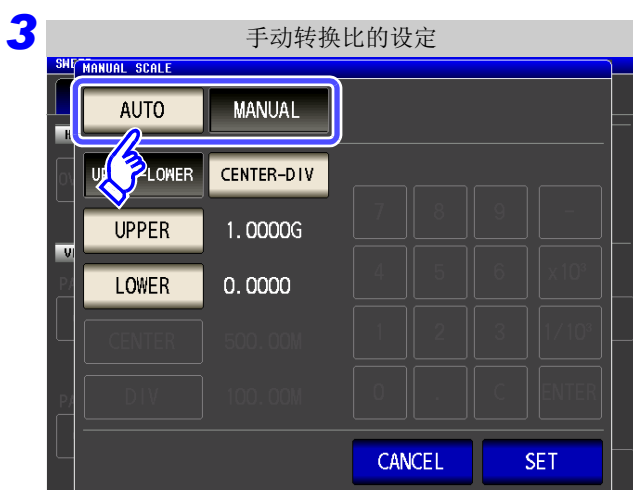 3
手动转换比的设定
MANUAL SCALE
AUTO MANUAL
LOWER CENTER-DIV
UPPER 1.0000G
LOWER 0.0000
CENTER 500.00M
DIV 100.00M
7 8 9 -
4 5 6 x10³
1 2 3 1/10³
0 . C ENTER
CANCEL SET